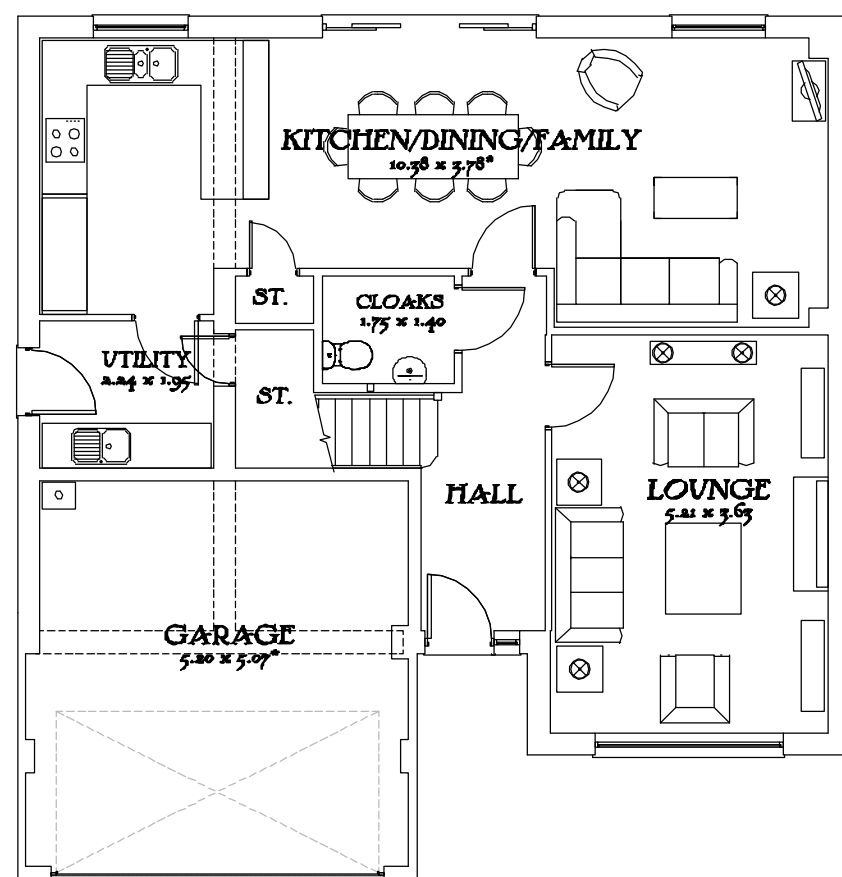 KITCHEN/DINING/FAMILY
10.38 x 3.78*
ST.
CLOAKS
1.75 x 1.40
UTILITY
2.24 x 1.95
ST.
HALL
LOUNGE
5.21 x 3.63
GARAGE
5.20 x 5.07*